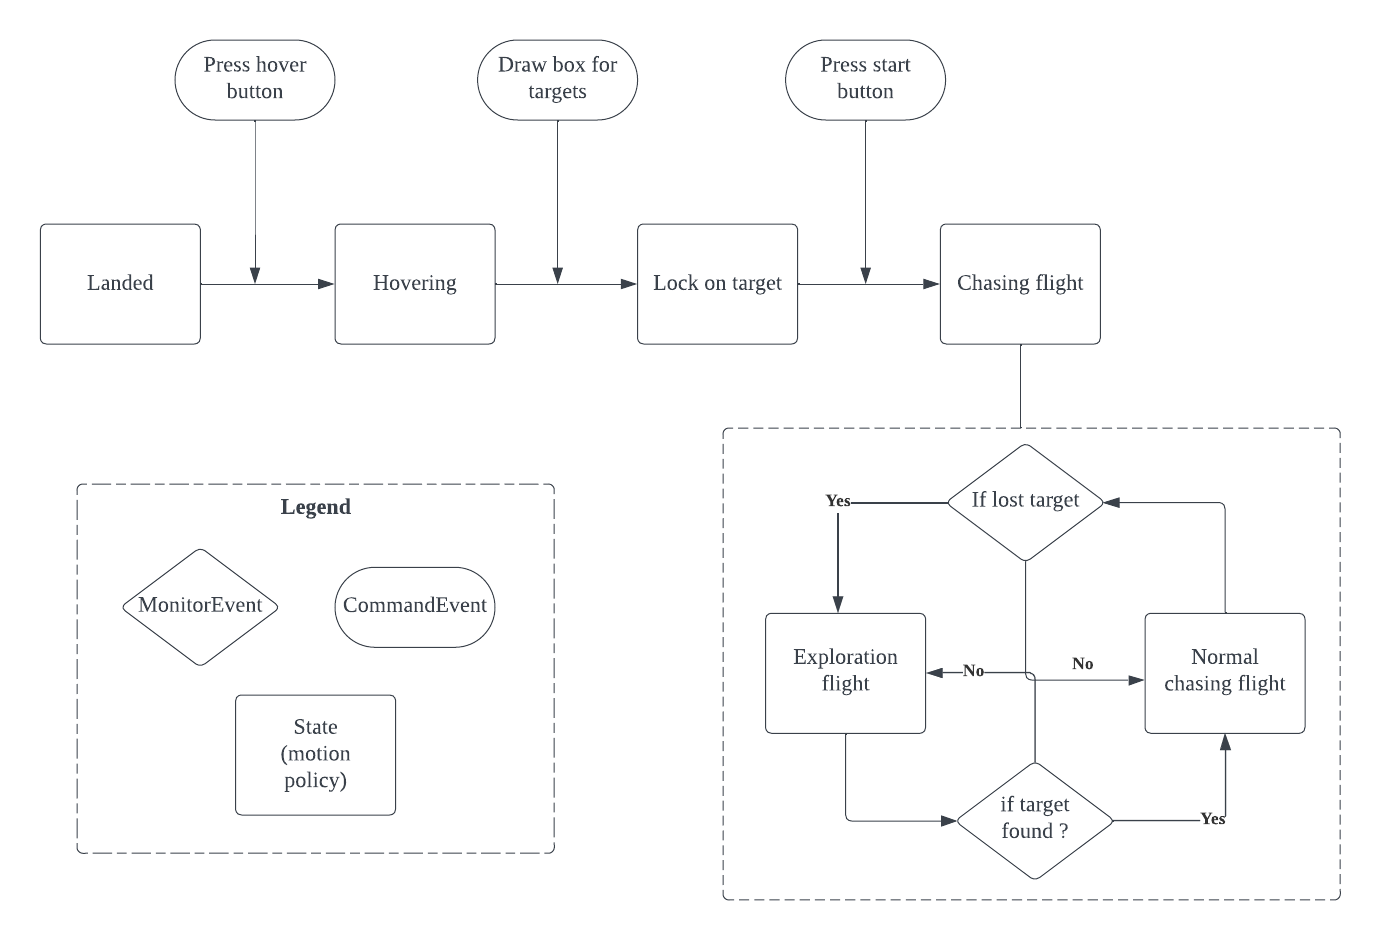 Press hover
button
Draw box for
targets
Press start
button
Landed
Hovering
Lock on target
Chasing flight
Legend
MonitorEvent
CommandEvent
State
(motion
policy)
If lost target
Yes
Exploration
flight
No
No
Normal
chasing flight
if target
found ?
Yes